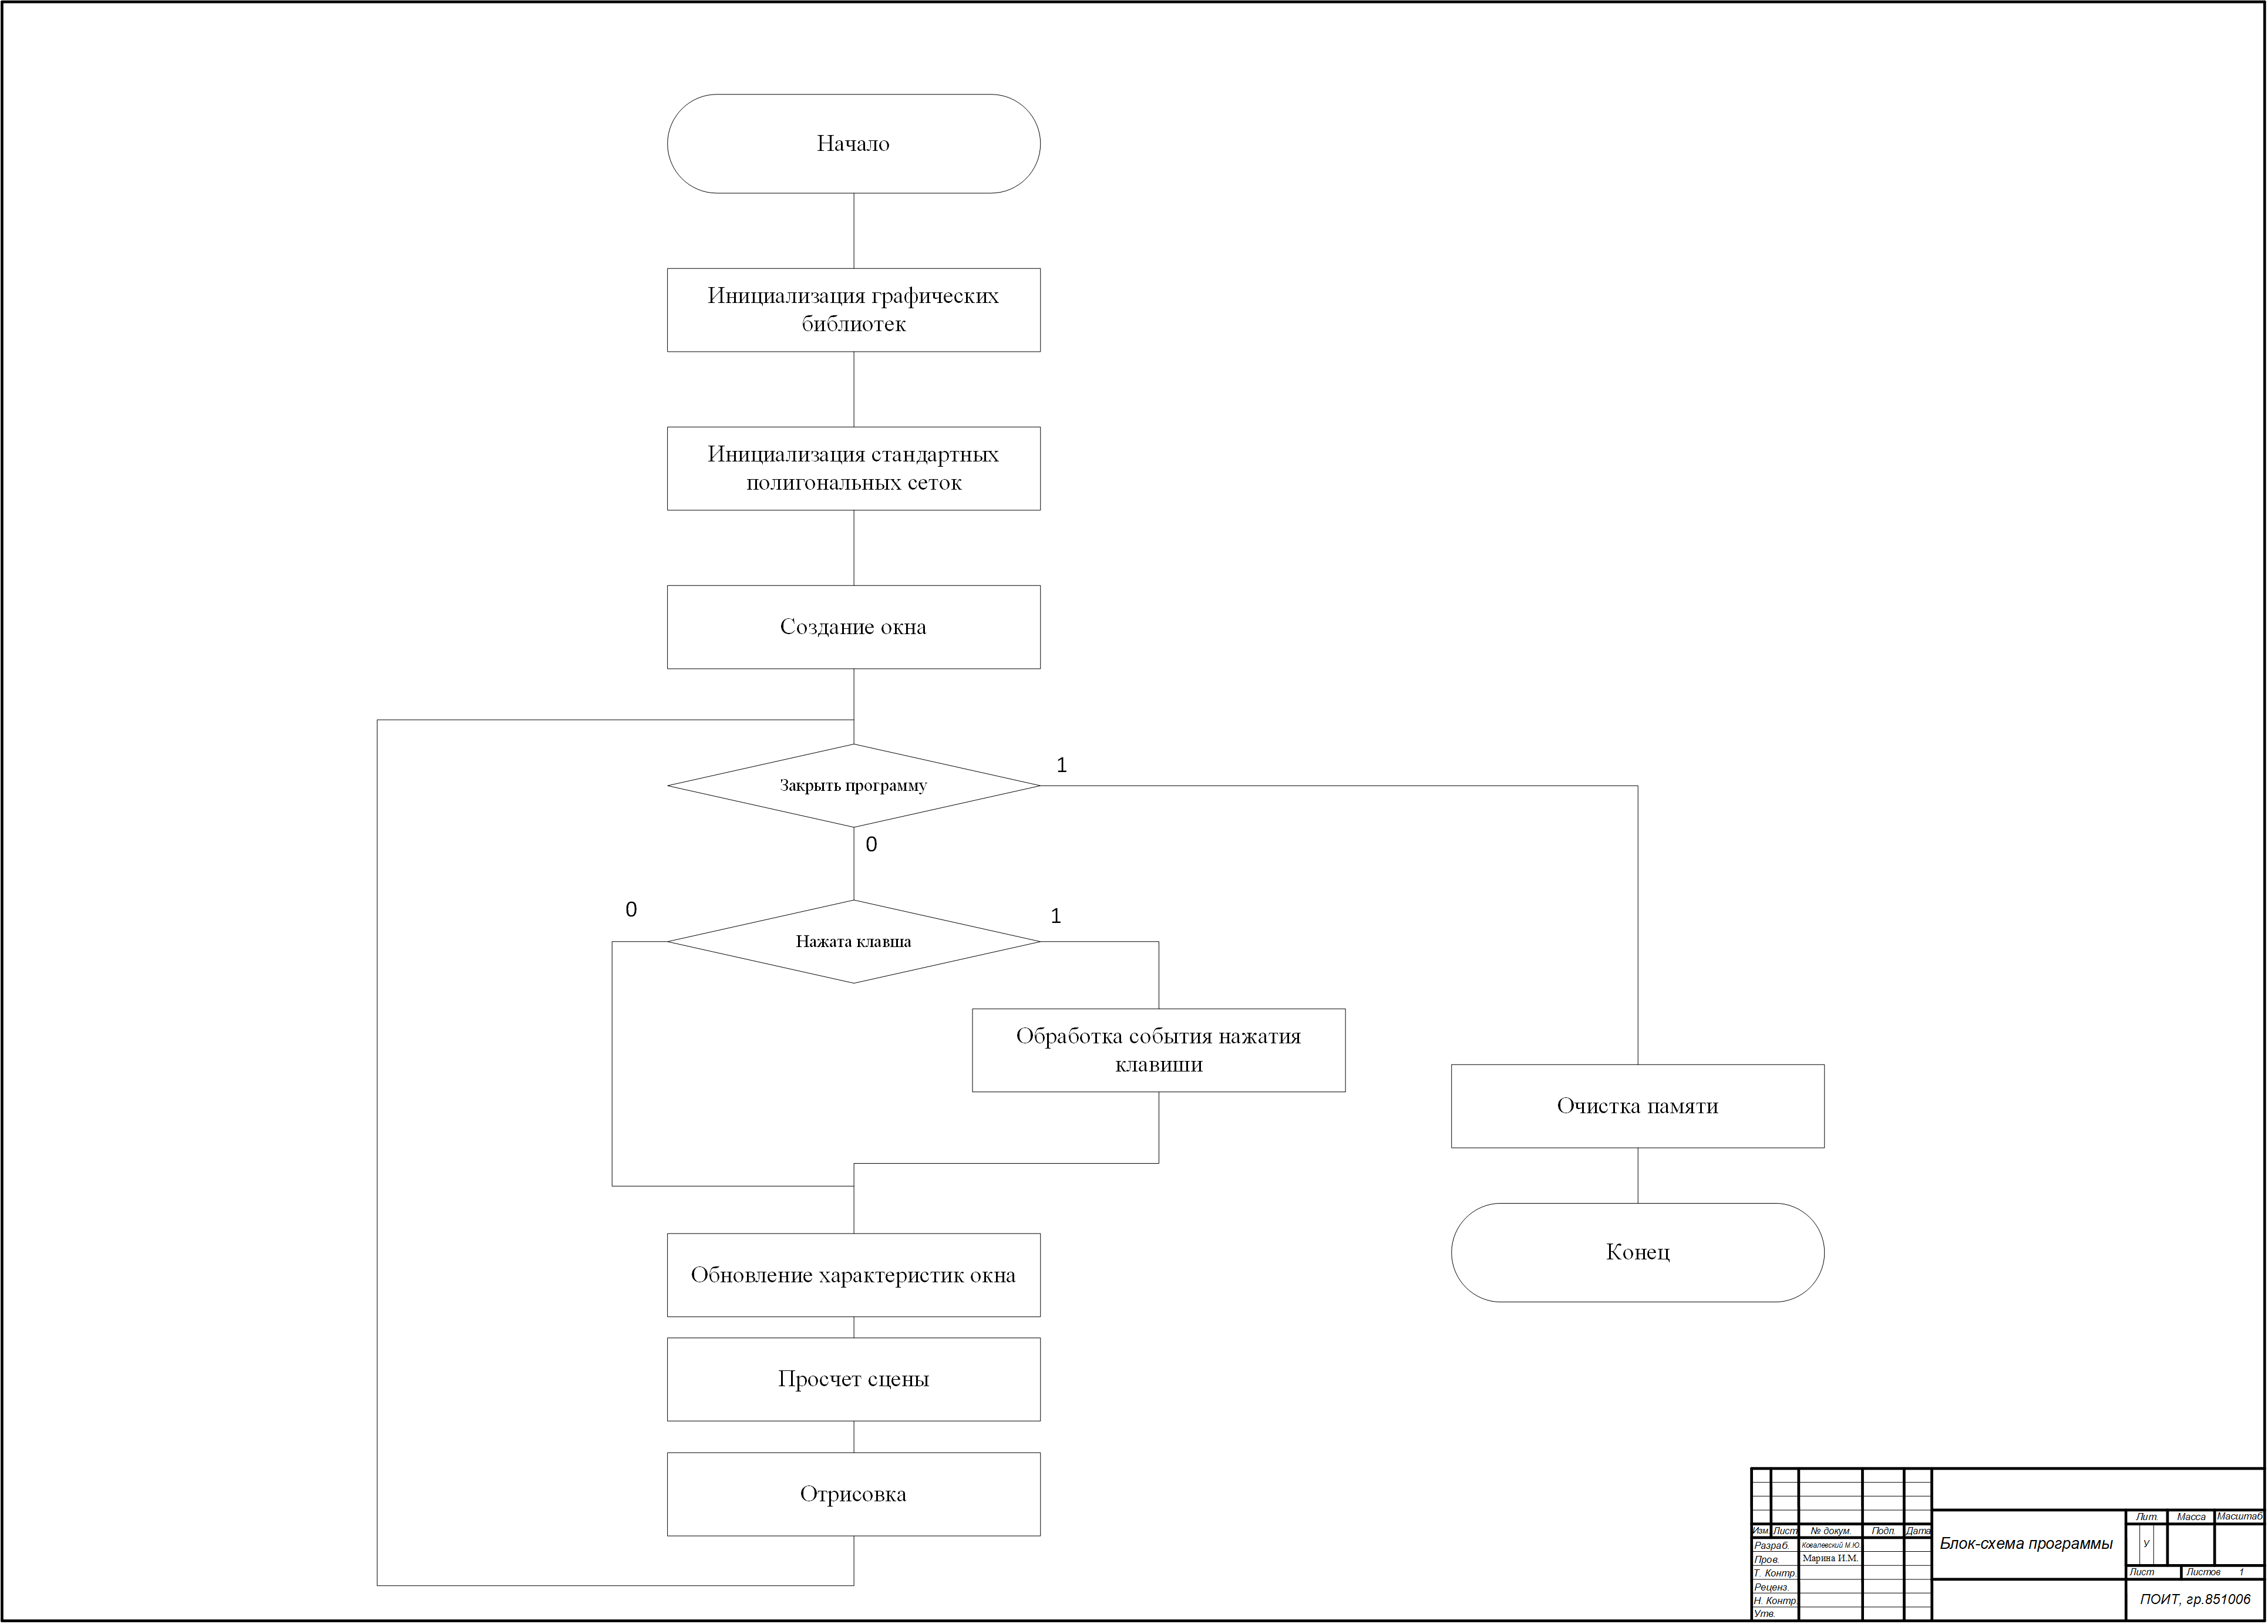 Начало
Инициализация графических
библиотек
Инициализация стандартных
полигональных сеток
Создание окна
Закрыть программу
1
0
Нажата клавша
0
1
Обработка события нажатия
клавиши
Очистка памяти
Конец
Обновление характеристик окна
Просчет сцены
Отрисовка
Изм. Лист № докум. Подп. Дата
Разраб. Ковалевский М.Ю.
Пров. Марина И.М.
Т. Контр.
Реценз.
Н. Контр.
Утв.
Блок-схема программы
Лит. Масса Масштаб
У
Лист Листов 1
ПОИТ, гр.851006